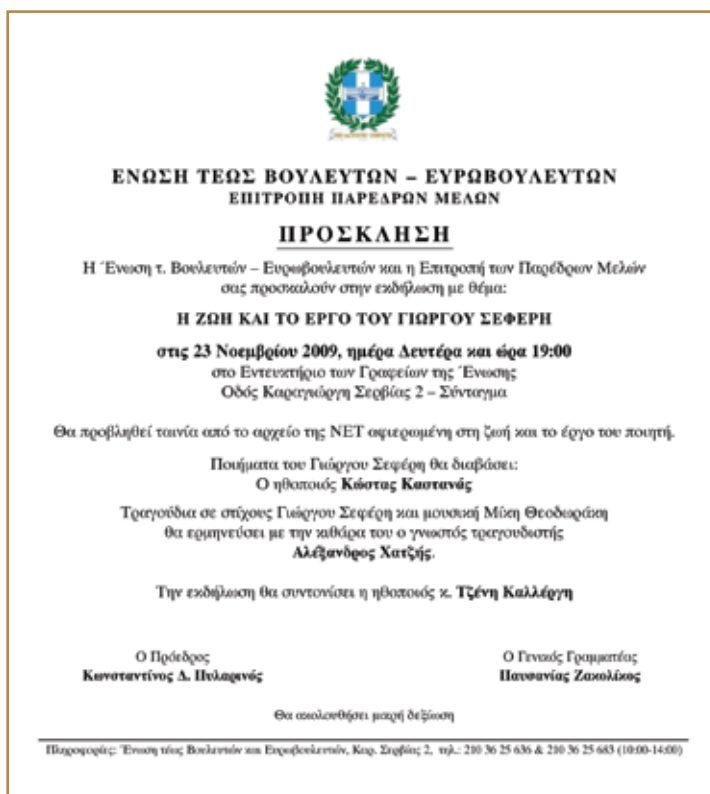 ΕΝΩΣΗ ΤΕΩΣ ΒΟΥΛΕΥΤΩΝ – ΕΥΡΩΒΟΥΛΕΥΤΩΝ
ΕΠΙΤΡΟΠΗ ΠΑΡΕΔΡΩΝ ΜΕΛΩΝ
ΠΡΟΣΚΛΗΣΗ
Η Ένωση τ. Βουλευτών – Ευρωβουλευτών και η Επιτροπή των Παρέδρων Μελών
σας προσκαλούν στην εκδήλωση με θέμα:
Η ΖΩΗ ΚΑΙ ΤΟ ΕΡΓΟ ΤΟΥ ΓΙΩΡΓΟΥ ΣΕΦΕΡΗ
στις 23 Νοεμβρίου 2009, ημέρα Δευτέρα και ώρα 19:00
στο Εντευκτήριο των Γραφείων της Ένωσης
Οδός Καραγιώργη Σερβίας 2 – Σύνταγμα
Θα προβληθεί ταινία από το αρχείο της ΝΕΤ αφιερωμένη στη ζωή και το έργο του ποιητή.
Ποιήματα του Γιώργου Σεφέρη θα διαβάσει:
Ο ηθοποιός Κώστας Καστανάς
Τραγούδια σε στίχους Γιώργου Σεφέρη και μουσική Μίκη Θεοδωράκη
θα ερμηνεύσει με την κιθάρα του ο γνωστός τραγουδιστής
Αλέξανδρος Χατζής.
Την εκδήλωση θα συντονίσει η ηθοποιός κ. Τζένη Καλλέργη
Ο Πρόεδρος
Κωνσταντίνος Δ. Πυλαρινός
Ο Γενικός Γραμματέας
Παυσανίας Ζακολίκος
Θα ακολουθήσει μικρή δεξίωση
Πληροφορίες: Ένωση τέως Βουλευτών και Ευρωβουλευτών, Καρ. Σερβίας 2, τηλ.: 210 36 25 636 & 210 36 25 683 (10:00-14:00)